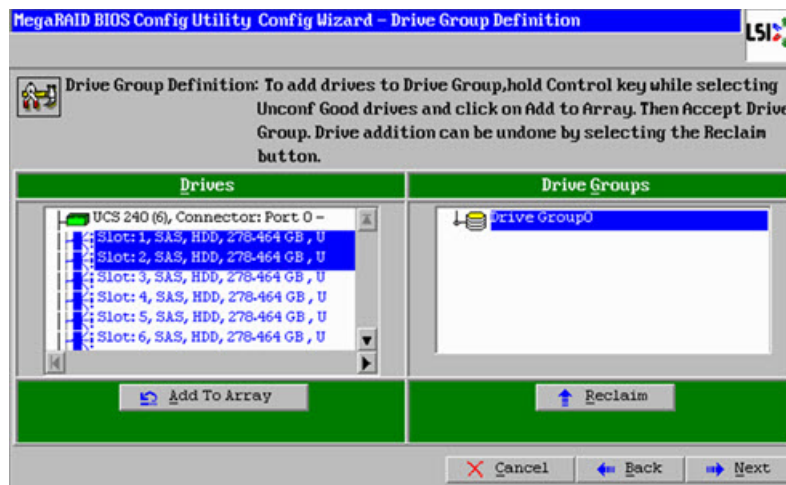 MegaRAID BIOS Config Utility Config Wizard - Drive Group Definition
LSI
Drive Group Definition: To add drives to Drive Group,hold Control key while selecting
Unconf Good drives and click on Add to Array. Then Accept Drive
Group. Drive addition can be undone by selecting the Reclaim
button.
Drives
UCS 240 (6), Connector: Port 0 -
Slot: 1, SAS, HDD, 278.464 GB , U
Slot: 2, SAS, HDD, 278.464 GB , U
Slot: 3, SAS, HDD, 278.464 GB , U
Slot: 4, SAS, HDD, 278.464 GB , U
Slot: 5, SAS, HDD, 278.464 GB , U
Slot: 6, SAS, HDD, 278.464 GB , U
Add To Array
Drive Groups
Drive Group0
Reclaim
Cancel
Back
Next